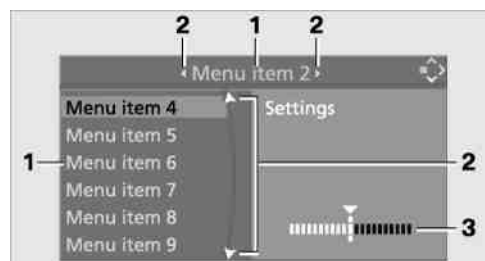 2 1 2
Menu item 2
Menu item 4 Settings
Menu item 5
1 Menu item 6 2
Menu item 7
Menu item 8 3
Menu item 9